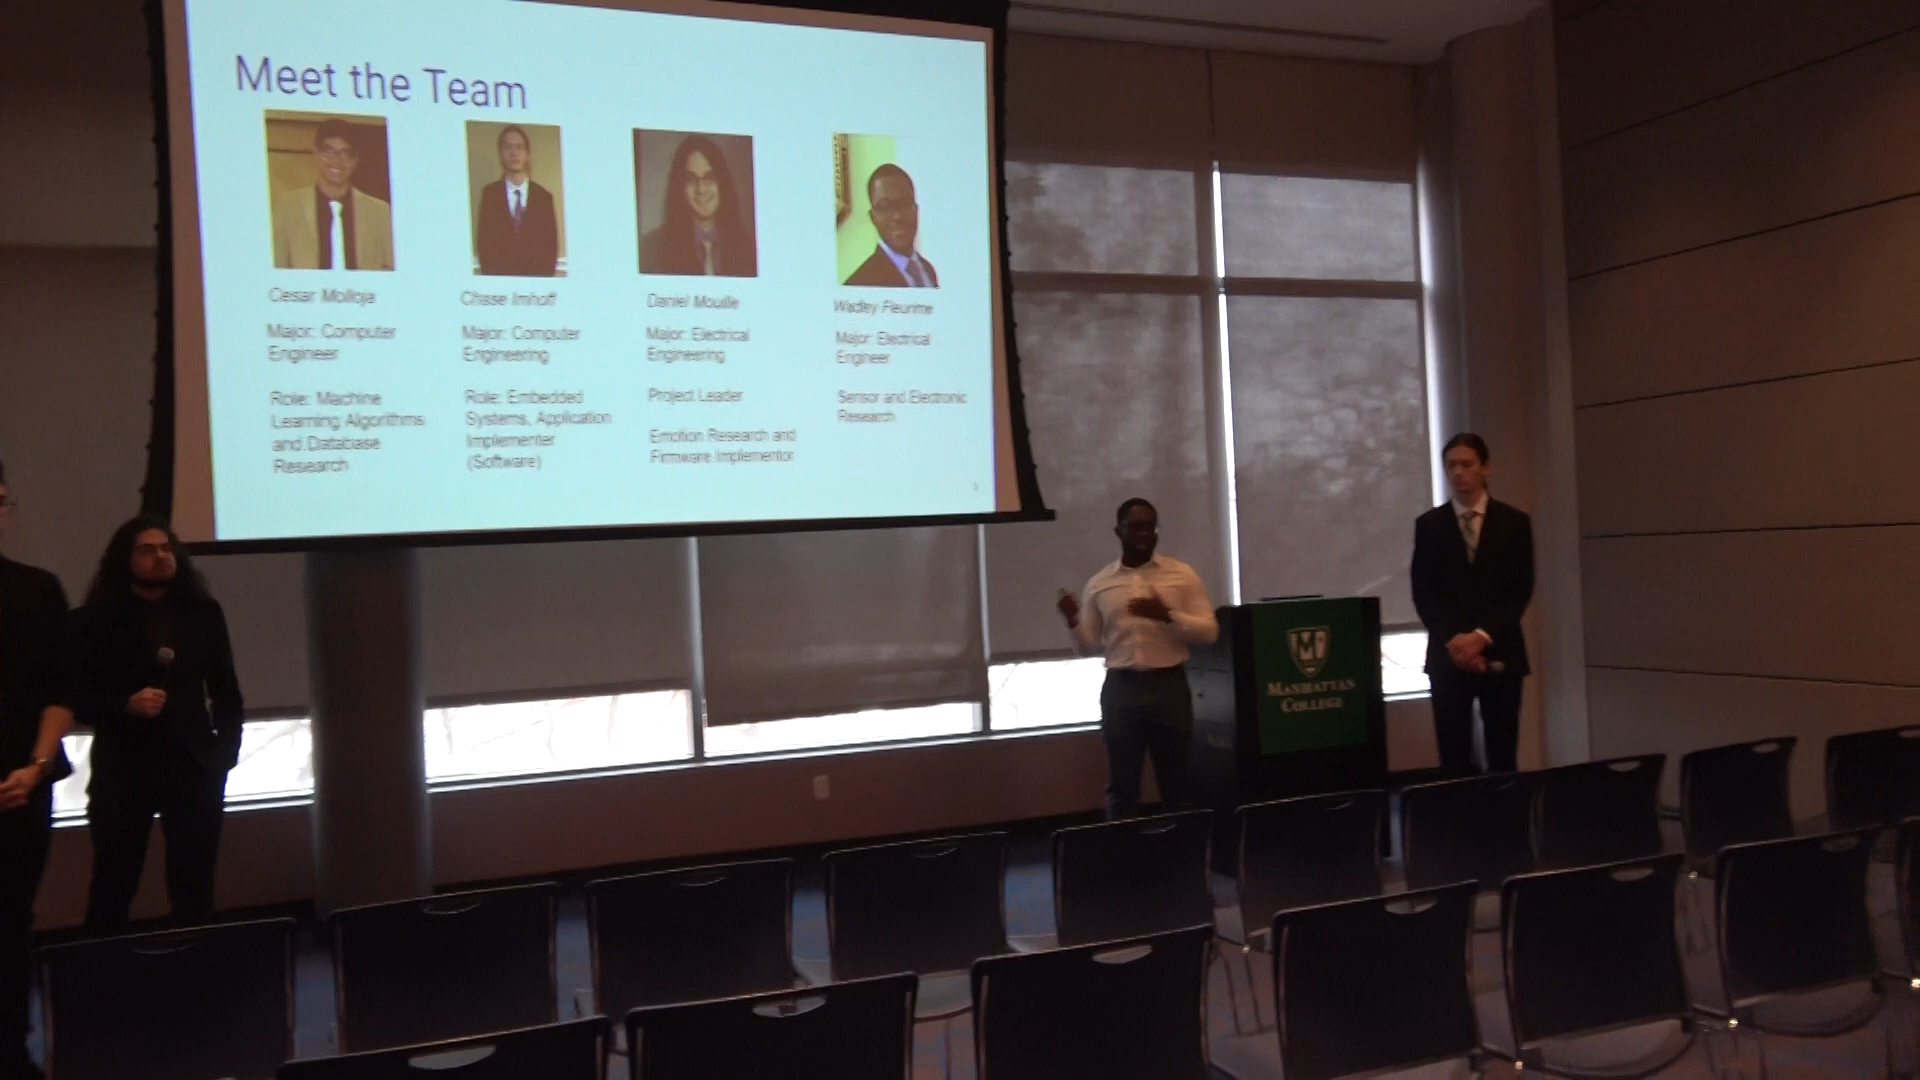 Meet the Team
Cesar Molloja
Major: Computer
Engineer
Role: Machine
Learning Algorithms
and Database
Research
Chase Imhoff
Major: Computer
Engineering
Role: Embedded
Systems, Application
Implementer
(Software)
Daniel Mouille
Major: Electrical
Engineering
Project Leader
Emotion Research and
Firmware Implementor
Wadley Fleurime
Major: Electrical
Engineer
Sensor and Electronic
Research
M
MANHATTAN
COLLEGE